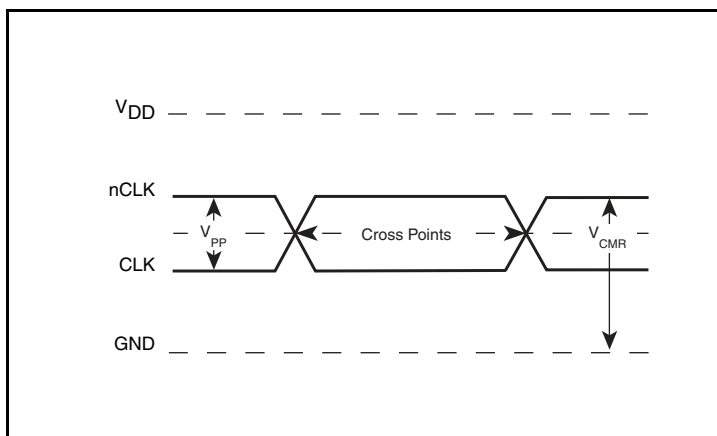 VDD
nCLK
VPP
Cross Points
VCMR
CLK
GND